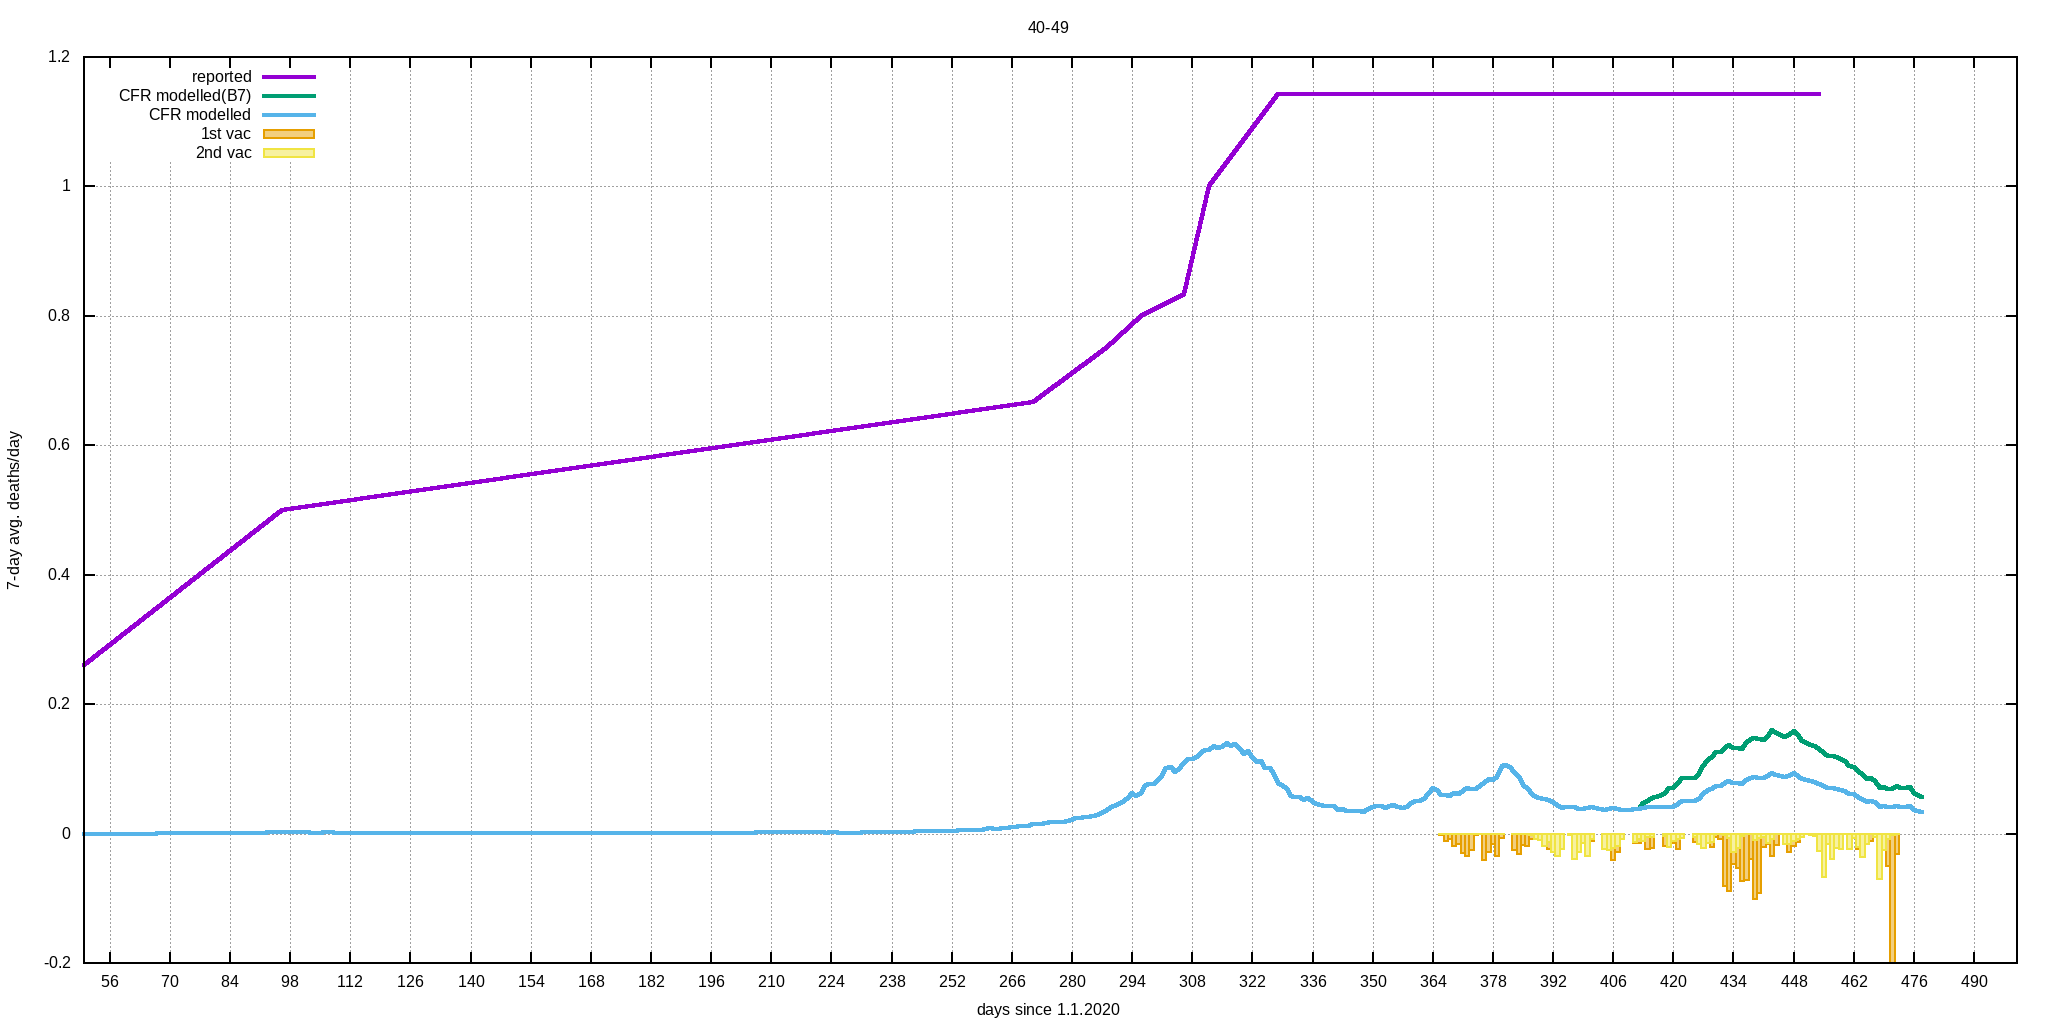 40-49
reported
CFR modelled(B7)
CFR modelled
1st vac
2nd vac
1.2
1
0.8
0.6
0.4
0.2
0
-0.2
7-day avg. deaths/day
56 70 84 98 112 126 140 154 168 182 196 210 224 238 252 266 280 294 308 322 336 350 364 378 392 406 420 434 448 462 476 490
days since 1.1.2020